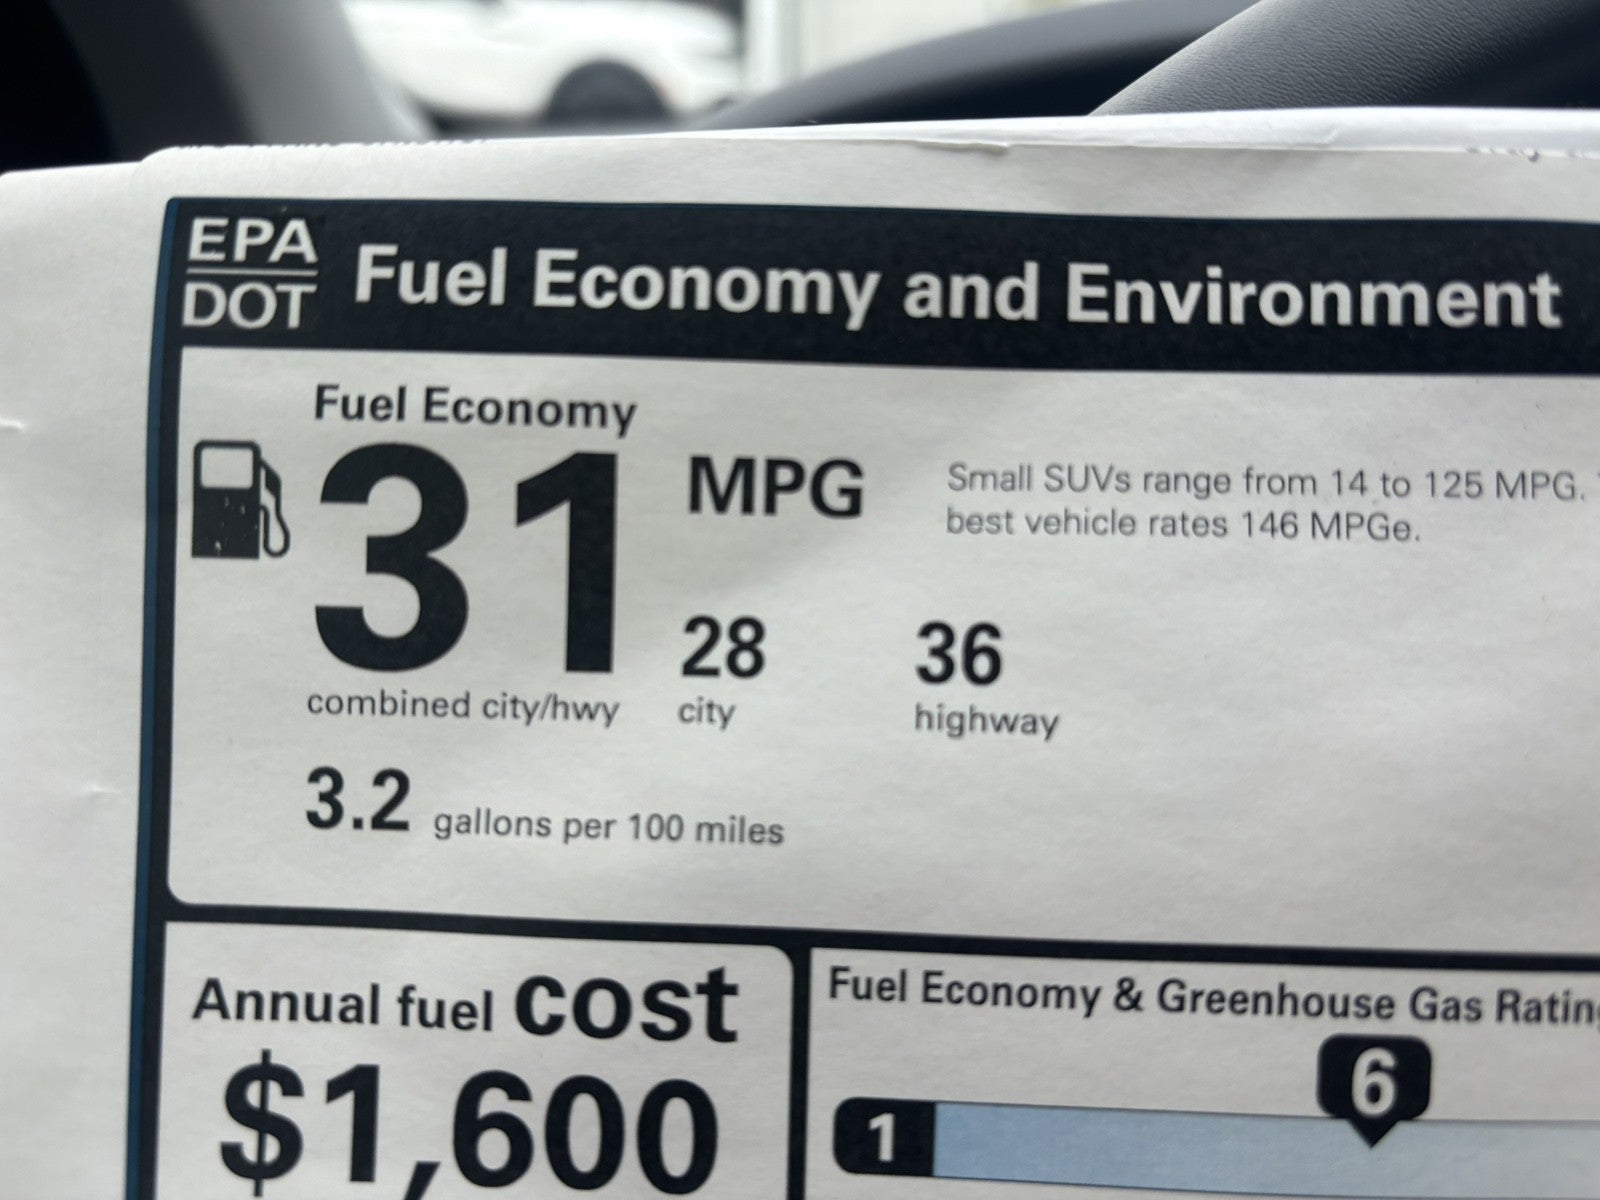 EPA
DOT
Fuel Economy and Environment
Fuel Economy
31 MPG
Small SUVs range from 14 to 125 MPG.
best vehicle rates 146 MPGe.
28
36
combined city/hwy
city
highway
3.2 gallons per 100 miles
Annual fuel cost
$1,600
Fuel Economy & Greenhouse Gas
6
1